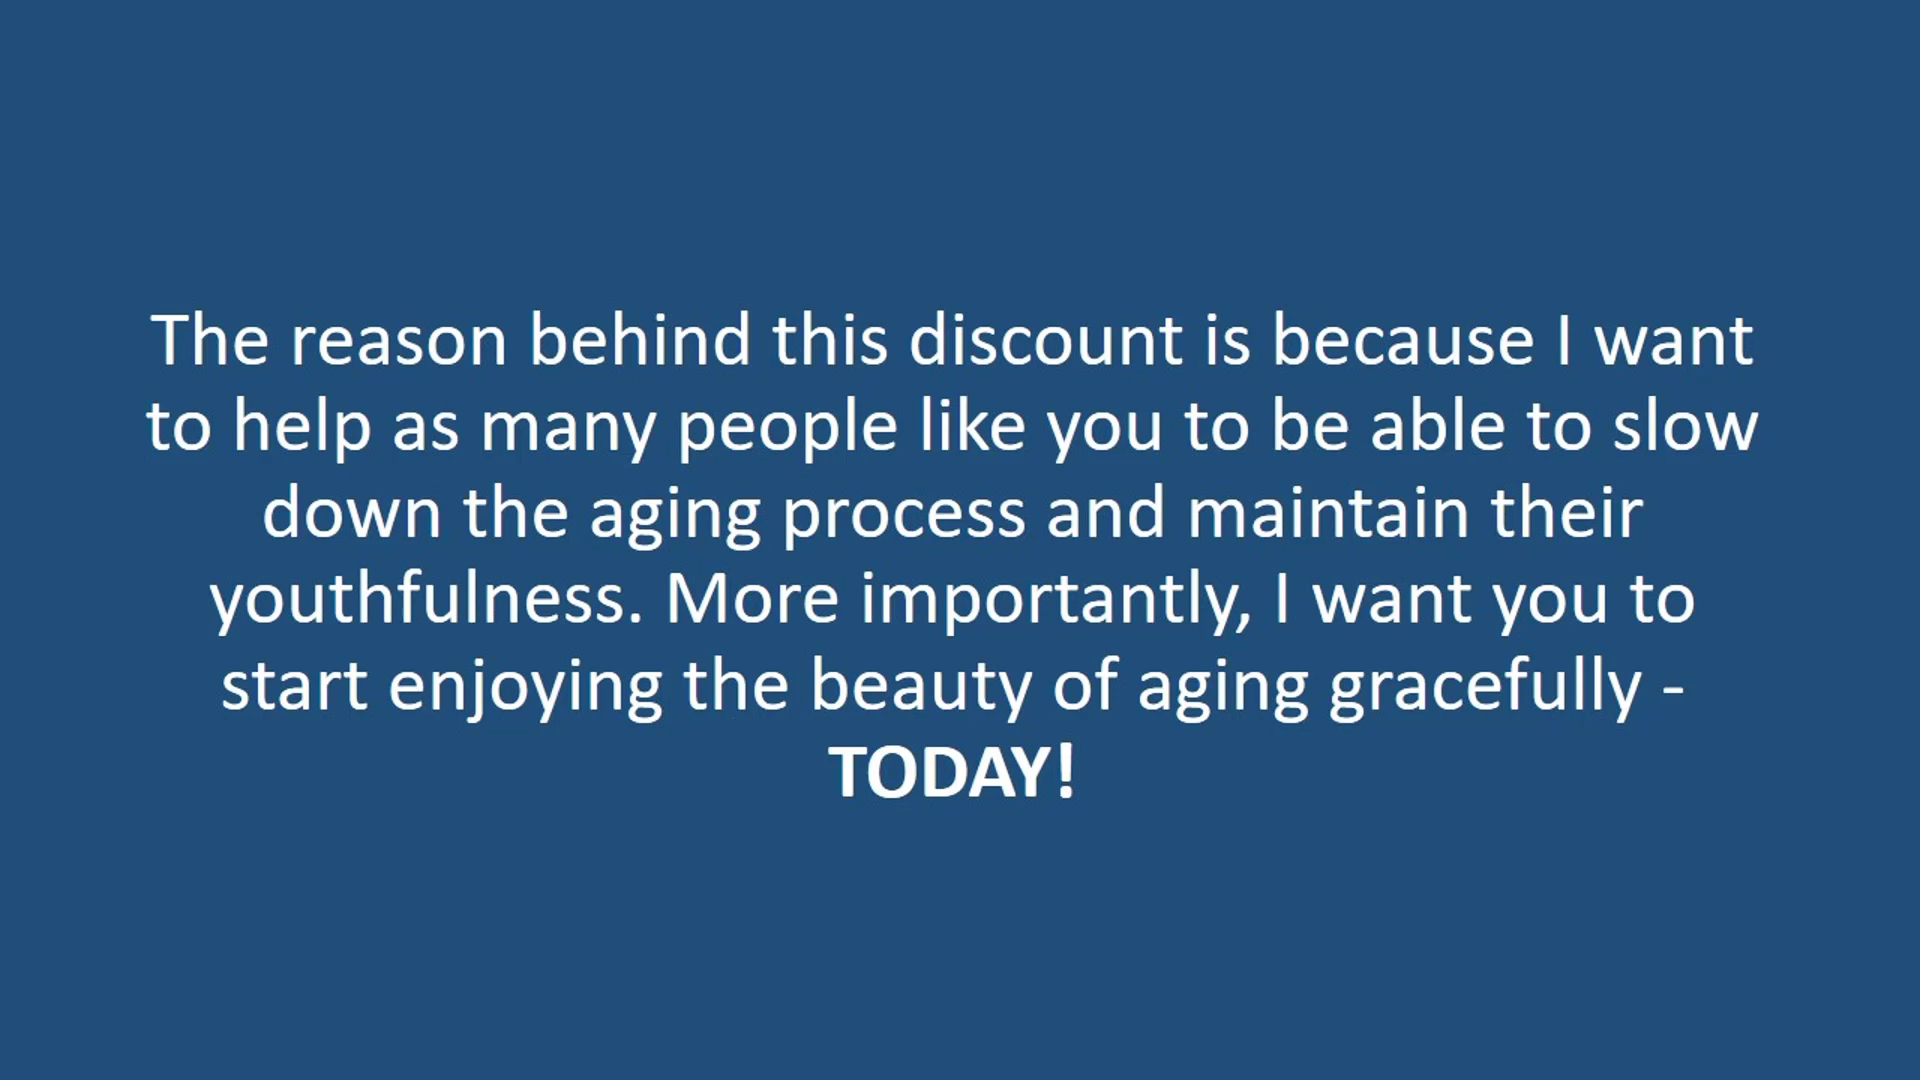 The reason behind this discount is because I want
to help as many people like you to be able to slow
down the aging process and maintain their
youthfulness. More importantly, I want you to
start enjoying the beauty of aging gracefully -
TODAY!